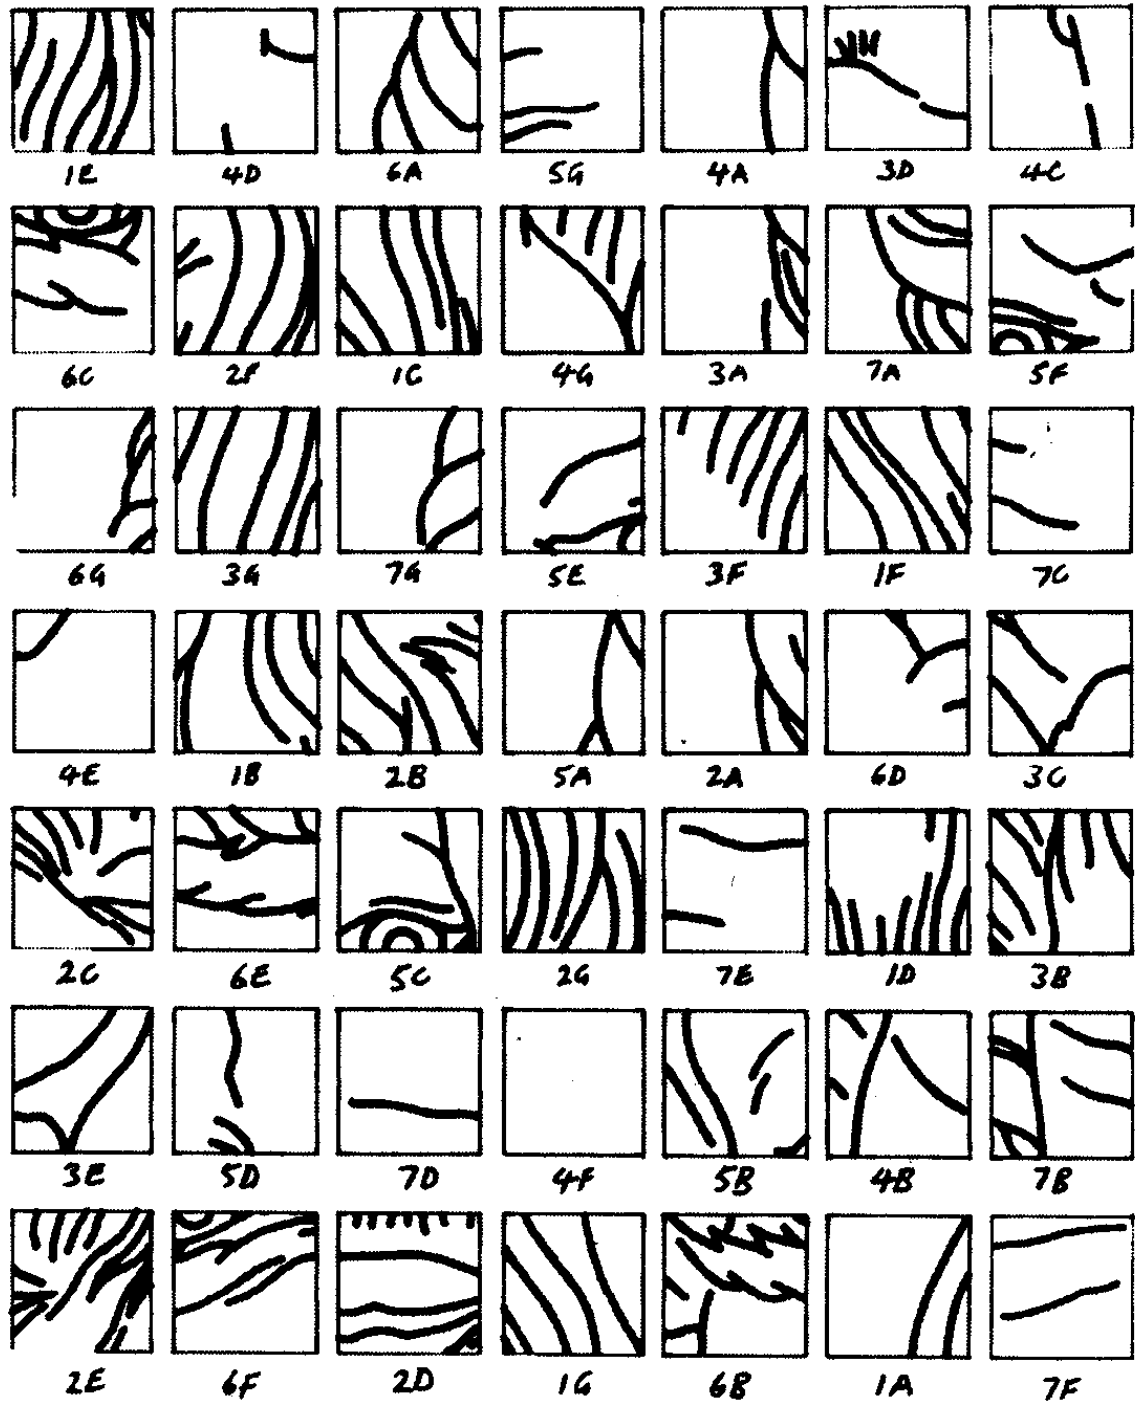 1E 4D 6A 5G 4A 3D 4C
6C 2F 1C 4G 3A 7A 5F
6G 3G 7G 5E 3F 1F 7C
4E 1B 2B 5A 2A 6D 3C
2C 6E 5C 2G 7E 1D 3B
3E 5D 7D 4F 5B 4B 7B
2E 6F 2D 1G 6B 1A 7F